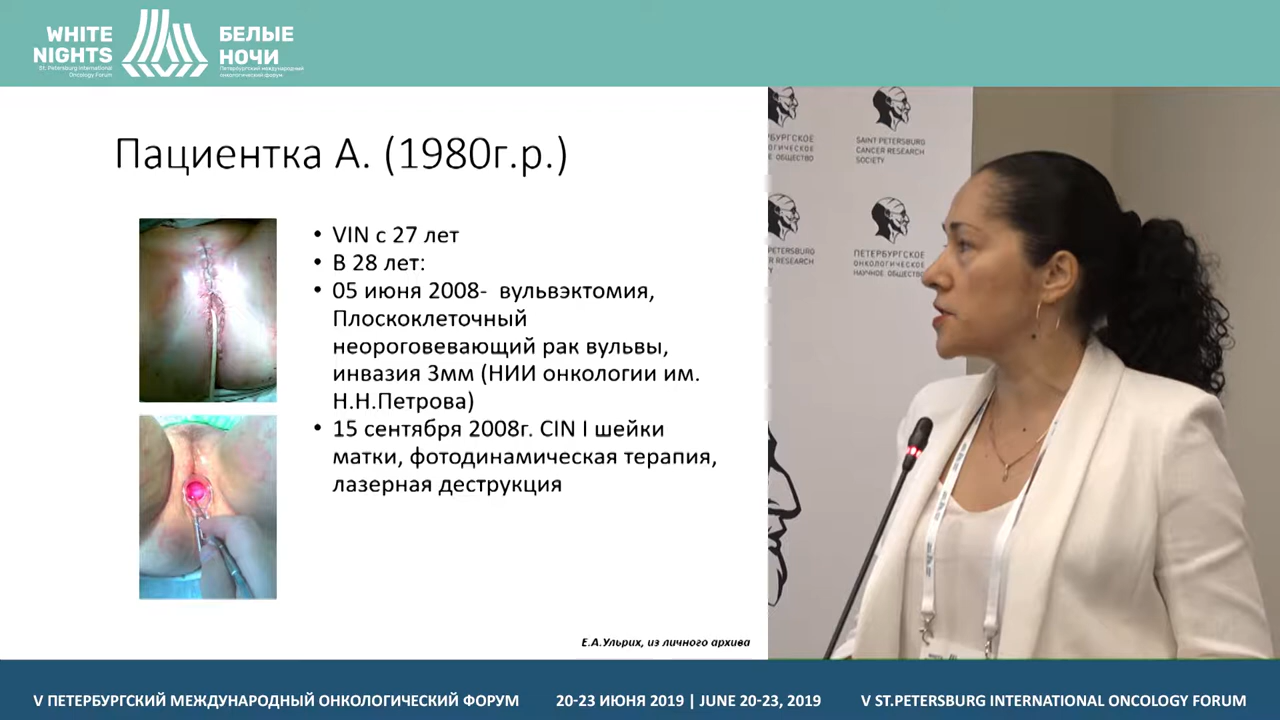 WHITE
NIGHTS
St. Petersburg International
Oncology Forum
БЕЛЫЕ
НОЧИ
Петербургский международный
онкологический форум
Пациентка А. (1980г.р.)
• VIN с 27 лет
• В 28 лет:
• 05 июня 2008- вульвэктомия,
Плоскоклеточный
неороговевающий рак вульвы,
инвазия 3мм (НИИ онкологии им.
Н.Н.Петрова)
• 15 сентября 2008г. CIN I шейки
матки, фотодинамическая терапия,
лазерная деструкция
Е.А.Ульрих, из личного архива
SAINT PETERSBURG
CANCER RESEARCH
SOCIETY
ПЕТЕРБУРГСКОЕ
ОНКОЛОГИЧЕСКОЕ
НАУЧНОЕ ОБЩЕСТВО
V ПЕТЕРБУРГСКИЙ МЕЖДУНАРОДНЫЙ ОНКОЛОГИЧЕСКИЙ ФОРУМ
20-23 ИЮНЯ 2019 | JUNE 20-23, 2019
V ST.PETERSBURG INTERNATIONAL ONCOLOGY FORUM